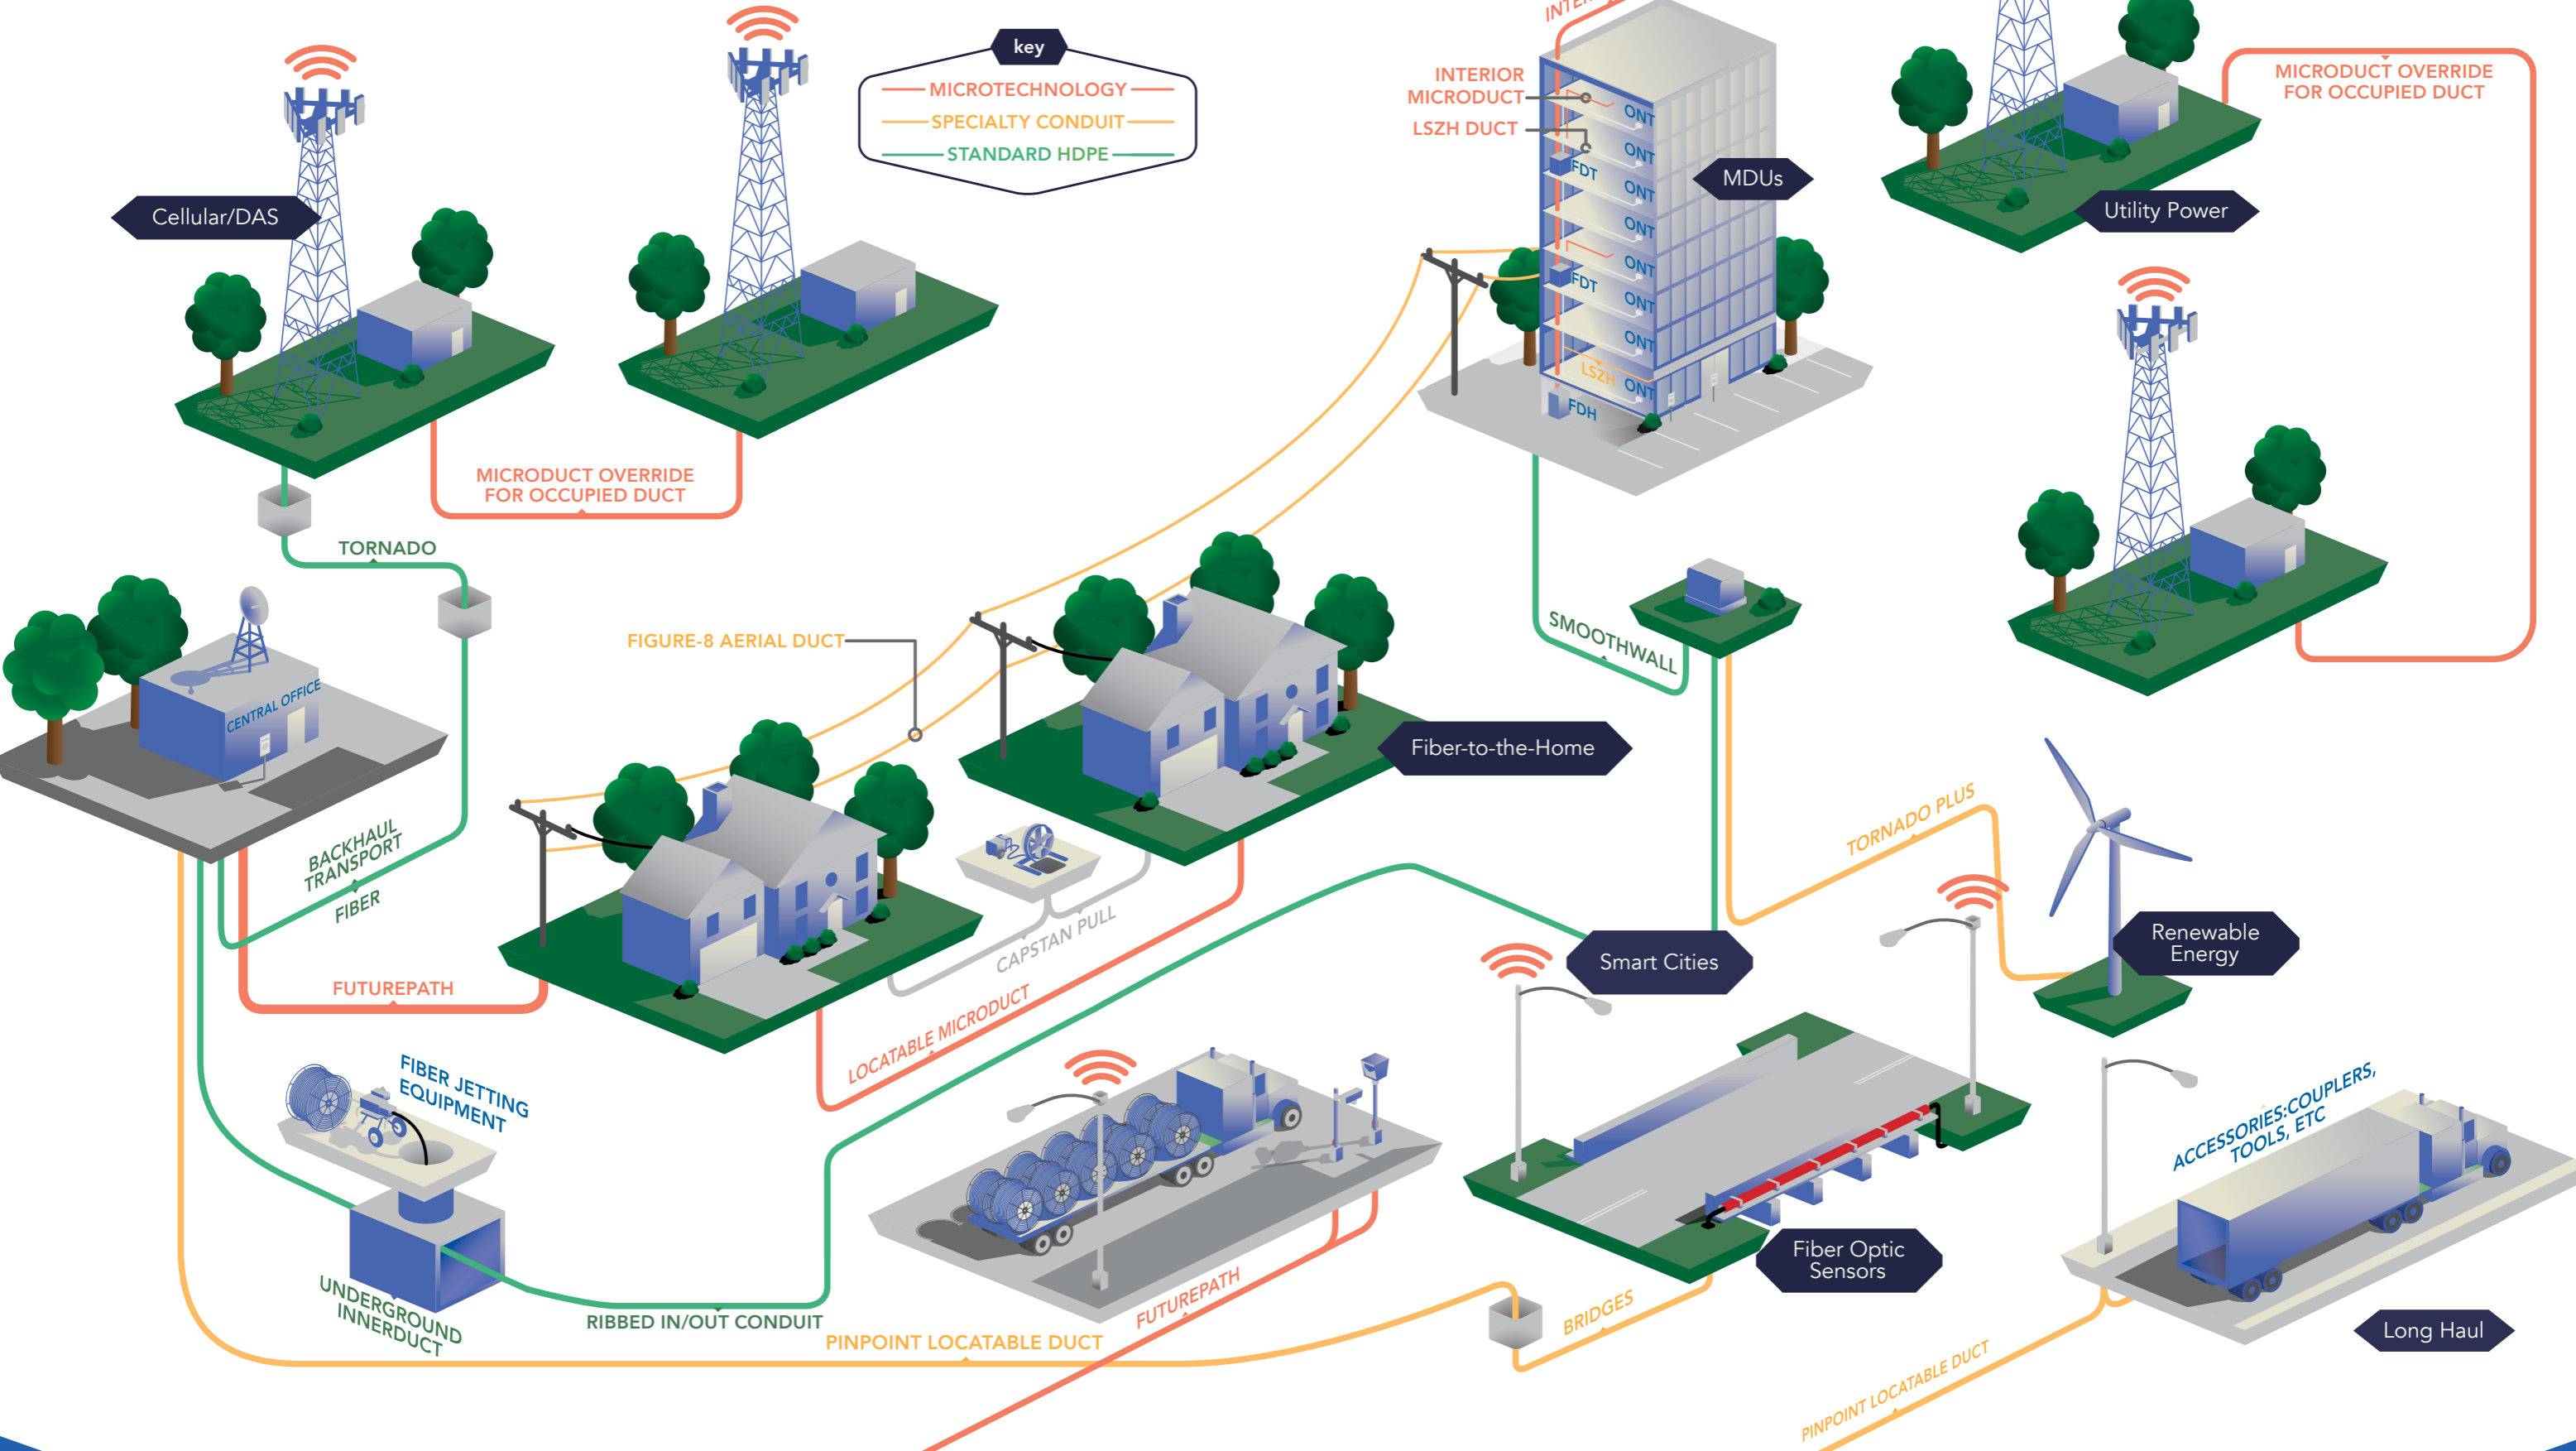 key
MICROTECHNOLOGY
SPECIALTY CONDUIT
STANDARD HDPE
Cellular/DAS
MICRODUCT OVERRIDE
FOR OCCUPIED DUCT
TORNADO
CENTRAL OFFICE
BACKHAUL
TRANSPORT
FIBER
FUTUREPATH
FIGURE-8 AERIAL DUCT
INTERIOR
MICRODUCT
LSZH DUCT
ONT
ONT
FDT
ONT
ONT
ONT
FDT
ONT
ONT
LSZH
ONT
FDH
MDUs
MICRODUCT OVERRIDE
FOR OCCUPIED DUCT
Utility Power
SMOOTHWALL
Fiber-to-the-Home
CAPSTAN PULL
LOCATABLE MICRODUCT
TORNADO PLUS
Renewable
Energy
Smart Cities
FIBER JETTING
EQUIPMENT
UNDERGROUND
INNERDUCT
RIBBED IN/OUT CONDUIT
PINPOINT LOCATABLE DUCT
FUTUREPATH
BRIDGES
Fiber Optic
Sensors
ACCESSORIES:COUPLERS,
TOOLS, ETC
Long Haul
PINPOINT LOCATABLE DUCT